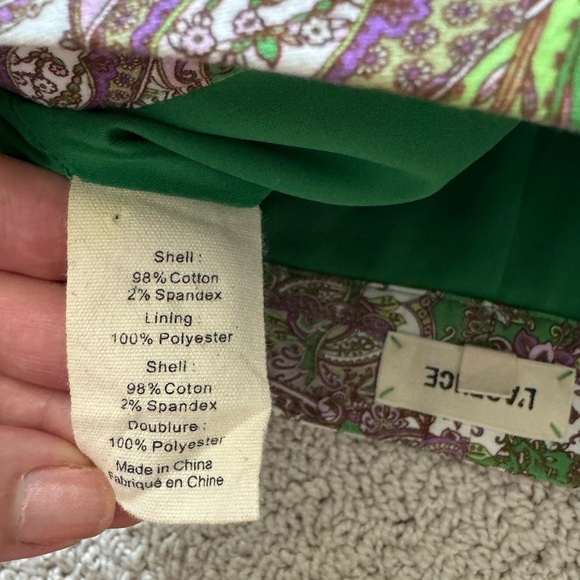 Shell :
98% Cotton
2% Spandex
Lining :
100% Polyester
Shell :
98% Coton
2% Spandex
Doublure :
100% Polyester
Made in China
Fabriqué en Chine